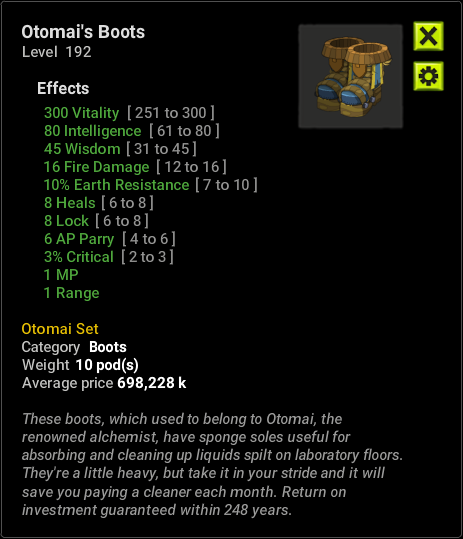 Otomai's Boots
Level 192
Effects
300 Vitality [ 251 to 300 ]
80 Intelligence [ 61 to 80 ]
45 Wisdom [ 31 to 45 ]
16 Fire Damage [ 12 to 16 ]
10% Earth Resistance [ 7 to 10 ]
8 Heals [ 6 to 8 ]
8 Lock [ 6 to 8 ]
6 AP Parry [ 4 to 6 ]
3% Critical [ 2 to 3 ]
1 MP
1 Range
Otomai Set
Category Boots
Weight 10 pod(s)
Average price 698,228 k
These boots, which used to belong to Otomai, the
renowned alchemist, have sponge soles useful for
absorbing and cleaning up liquids spilt on laboratory floors.
They're a little heavy, but take it in your stride and it will
save you paying a cleaner each month. Return on
investment guaranteed within 248 years.